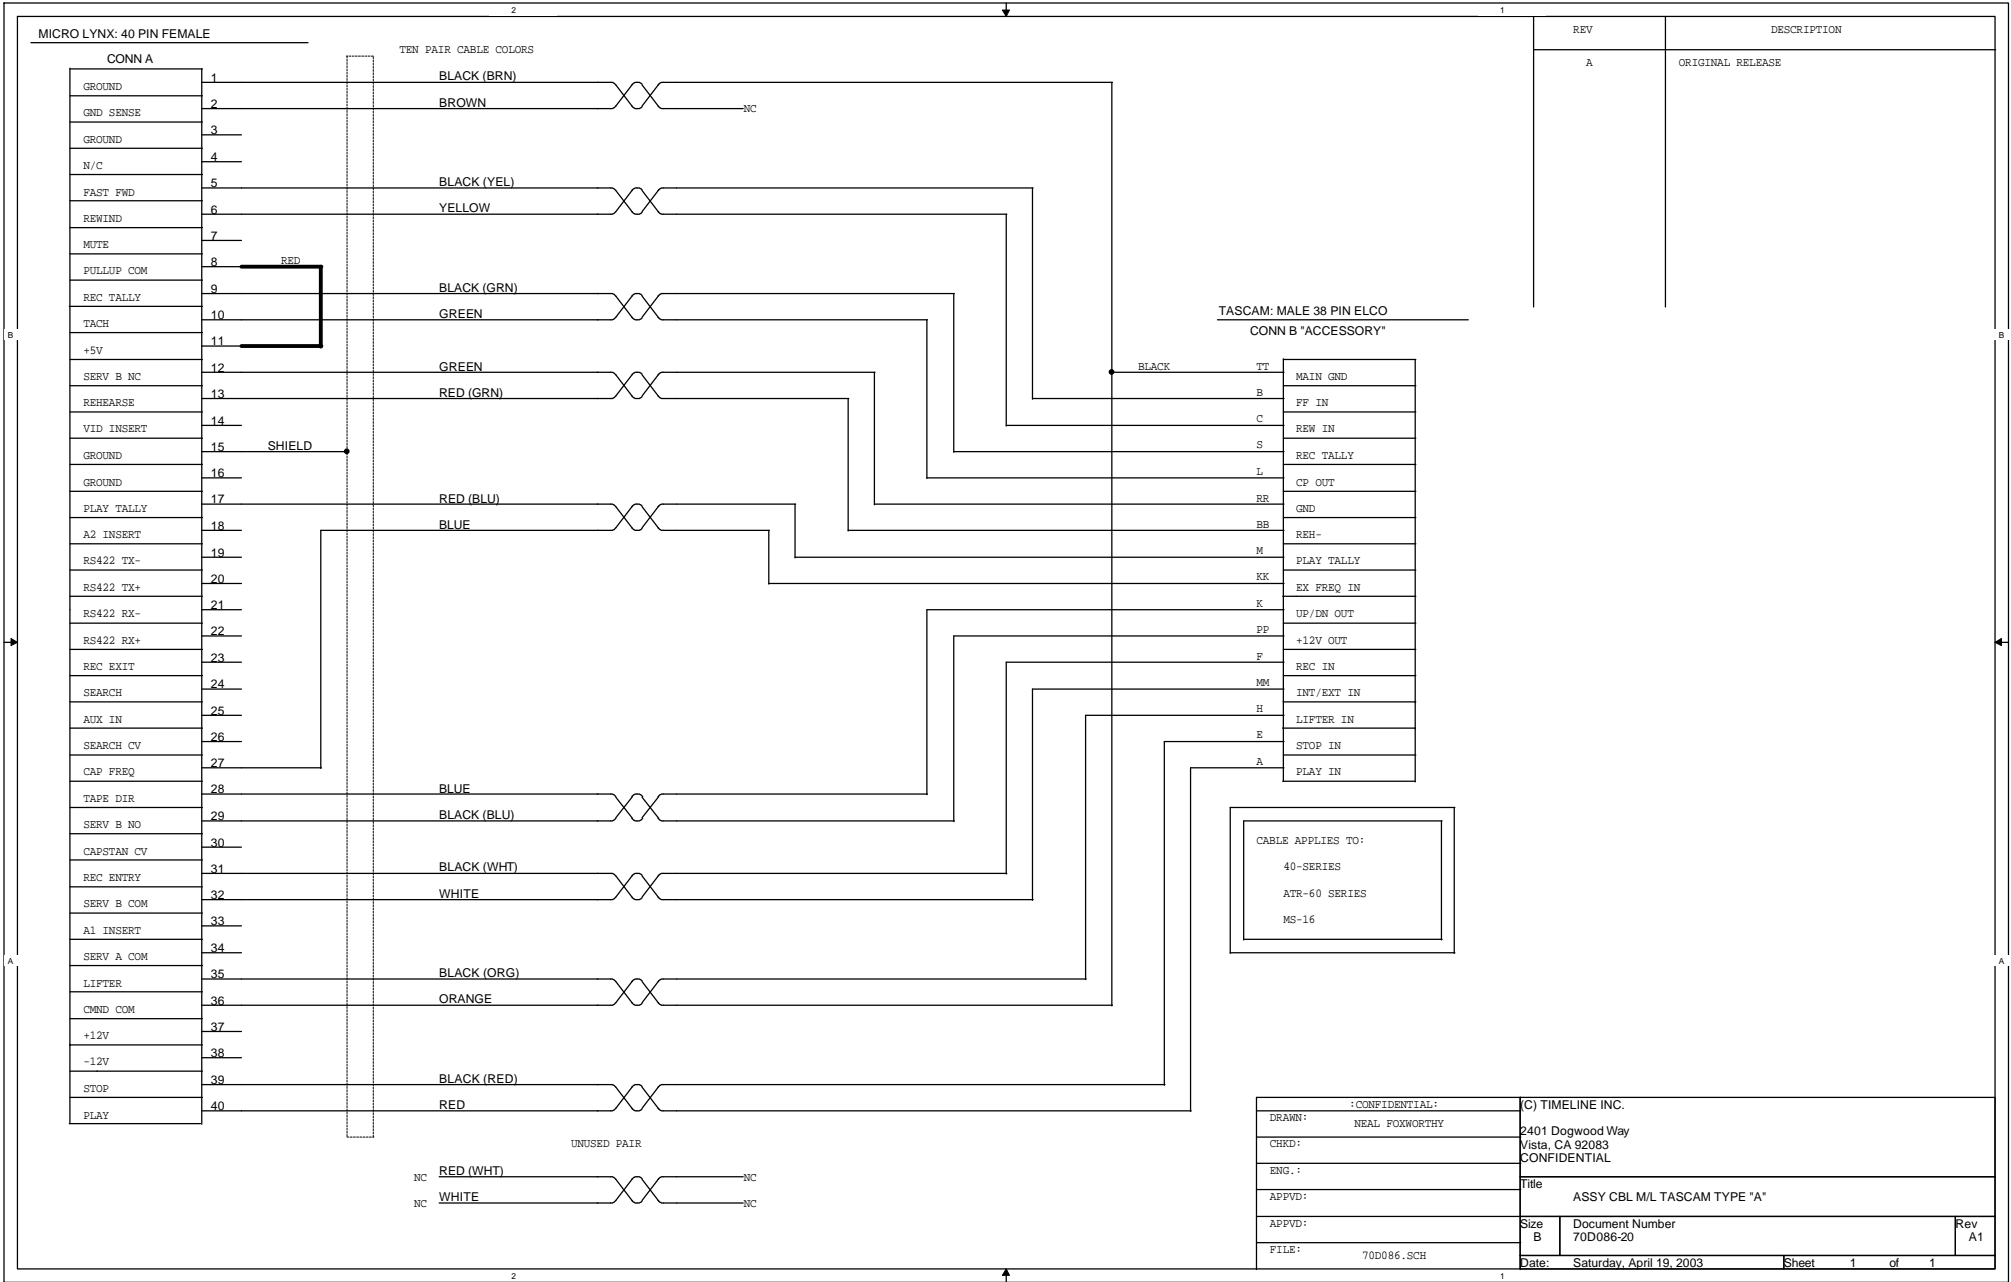 2
1
MICRO LYNX: 40 PIN FEMALE
CONN A
TEN PAIR CABLE COLORS
REV DESCRIPTION
A ORIGINAL RELEASE
GROUND 1 BLACK (BRN)
GND SENSE 2 BROWN NC
GROUND 3
N/C 4
FAST FWD 5 BLACK (YEL)
REWIND 6 YELLOW
MUTE 7
PULLUP COM 8 RED
REC TALLY 9 BLACK (GRN)
TACH 10 GREEN
+5V 11
SERV B NC 12 GREEN
REHEARSE 13 RED (GRN)
VID INSERT 14
GROUND 15 SHIELD
GROUND 16
PLAY TALLY 17 RED (BLU)
A2 INSERT 18 BLUE
RS422 TX- 19
RS422 TX+ 20
RS422 RX- 21
RS422 RX+ 22
REC EXIT 23
SEARCH 24
AUX IN 25
SEARCH CV 26
CAP FREQ 27
TAPE DIR 28 BLUE
SERV B NO 29 BLACK (BLU)
CAPSTAN CV 30
REC ENTRY 31 BLACK (WHT)
SERV B COM 32 WHITE
A1 INSERT 33
SERV A COM 34
LIFTER 35 BLACK (ORG)
CMND COM 36 ORANGE
+12V 37
-12V 38
STOP 39 BLACK (RED)
PLAY 40 RED
UNUSED PAIR
NC RED (WHT) NC
NC WHITE NC
TASCAM: MALE 38 PIN ELCO
CONN B "ACCESSORY"
BLACK TT MAIN GND
B FF IN
C REW IN
S REC TALLY
L CP OUT
RR GND
BB REH-
M PLAY TALLY
KK EX FREQ IN
K UP/DN OUT
PP +12V OUT
F REC IN
MM INT/EXT IN
H LIFTER IN
E STOP IN
A PLAY IN
CABLE APPLIES TO:
40-SERIES
ATR-60 SERIES
MS-16
:CONFIDENTIAL:
DRAWN: NEAL FOXWORTHY
CHKD:
ENG.:
APPVD:
APPVD:
FILE: 70D086.SCH
(C) TIMELINE INC.
2401 Dogwood Way
Vista, CA 92083
CONFIDENTIAL
Title
ASSY CBL M/L TASCAM TYPE "A"
Size Document Number Rev
B 70D086-20 A1
Date: Saturday, April 19, 2003 Sheet 1 of 1
B
B
A
A
2
1